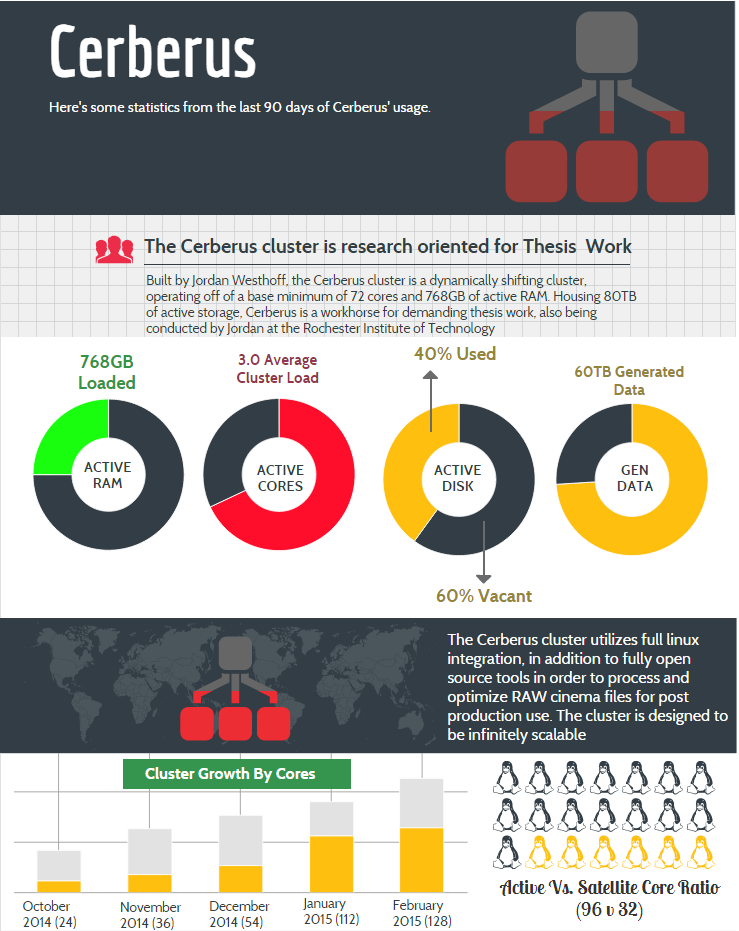 Cerberus
Here's some statistics from the last 90 days of Cerberus' usage.
The Cerberus cluster is research oriented for Thesis Work
Built by Jordan Westhoff, the Cerberus cluster is a dynamically shifting cluster,
operating off of a base minimum of 72 cores and 768GB of active RAM. Housing 80TB
of active storage, Cerberus is a workhorse for demanding thesis work, also being
conducted by Jordan at the Rochester Institute of Technology
768GB
Loaded
ACTIVE
RAM
3.0 Average
Cluster Load
ACTIVE
CORES
40% Used
ACTIVE
DISK
60% Vacant
60TB Generated
Data
GEN
DATA
The Cerberus cluster utilizes full linux
integration, in addition to fully open
source tools in order to process and
optimize RAW cinema files for post
production use. The cluster is designed to
be infinitely scalable
Cluster Growth By Cores
October
2014 (24)
November
2014 (36)
December
2014 (54)
January
2015 (112)
February
2015 (128)
Active Vs. Satellite Core Ratio
(96 v 32)